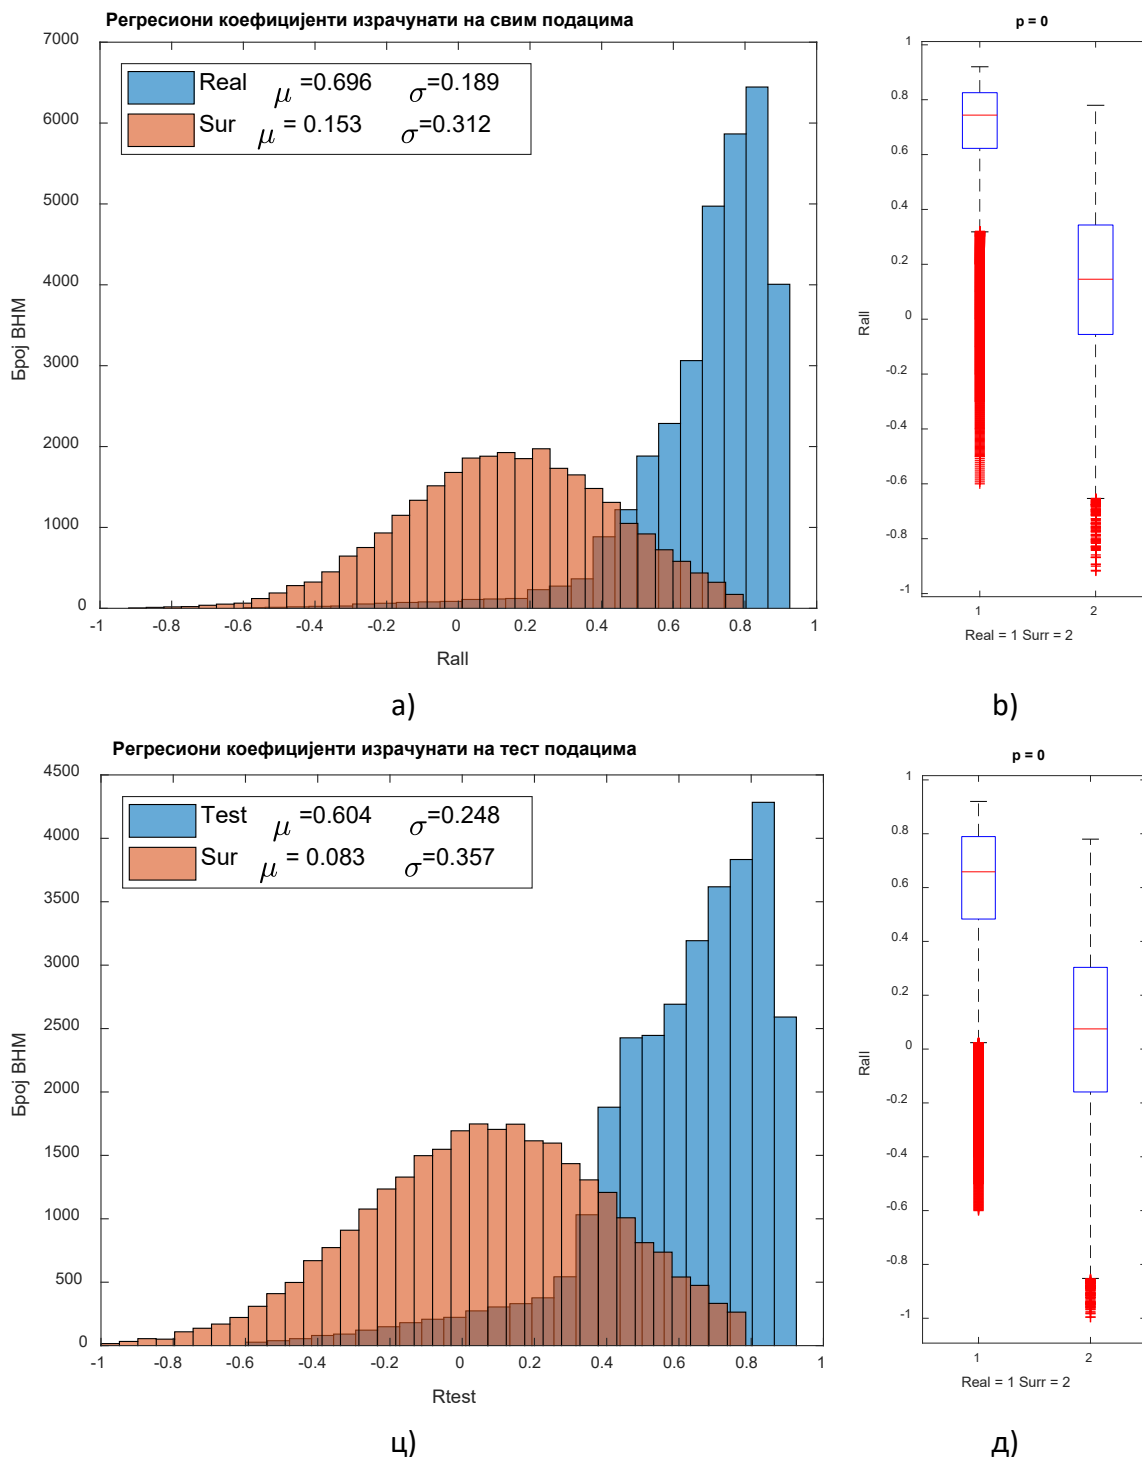 Регресиони коефицијенти израчунати на свим подацима
7000
6000
5000
4000
3000
2000
1000
0
Број ВНМ
Real μ =0.696 σ=0.189
Sur μ = 0.153 σ=0.312
-1 -0.8 -0.6 -0.4 -0.2 0 0.2 0.4 0.6 0.8 1
Rall
а)
p = 0
1
0.8
0.6
0.4
0.2
0
-0.2
-0.4
-0.6
-0.8
-1
Rall
1 2
Real = 1 Surr = 2
b)
Регресиони коефицијенти израчунати на тест подацима
4500
4000
3500
3000
2500
2000
1500
1000
500
0
Број ВНМ
Test μ =0.604 σ=0.248
Sur μ = 0.083 σ=0.357
-1 -0.8 -0.6 -0.4 -0.2 0 0.2 0.4 0.6 0.8 1
Rtest
ц)
p = 0
1
0.8
0.6
0.4
0.2
0
-0.2
-0.4
-0.6
-0.8
-1
Rall
1 2
Real = 1 Surr = 2
д)